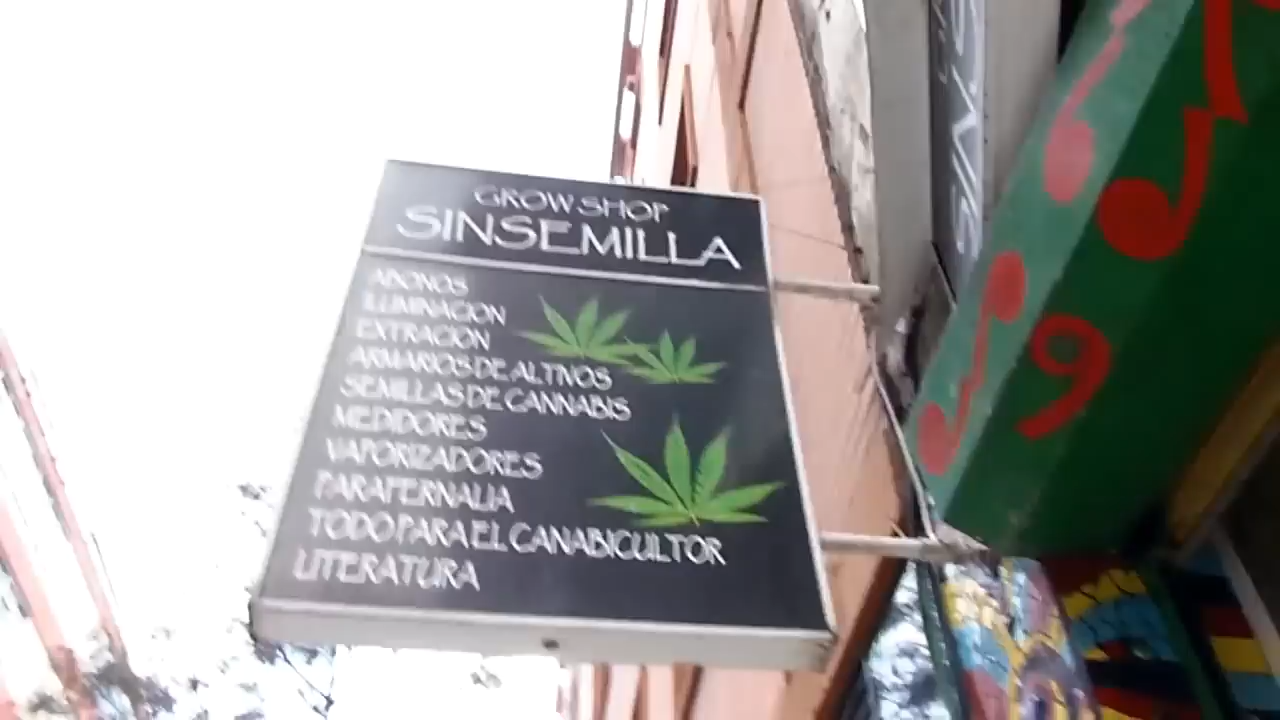 GROW SHOP
SINSEMILLA
ABONOS
ILUMINACION
EXTRACION
ARMARIOS DE ALTIVOS
SEMILLAS DE CANNABIS
MEDIDORES
VAPORIZADORES
PARAFERNALIA
TODO PARA EL CANABICULTOR
LITERATURA